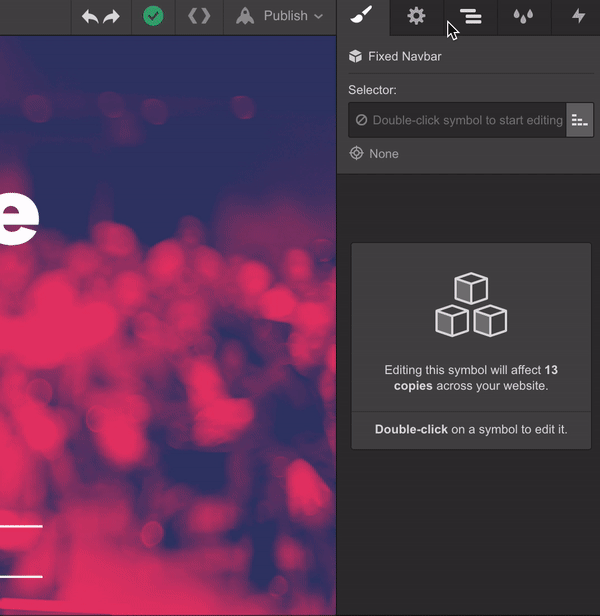 Publish
Fixed Navbar
Selector:
Double-click symbol to start editing
None
e
Editing this symbol will affect 13
copies across your website.
Double-click on a symbol to edit it.